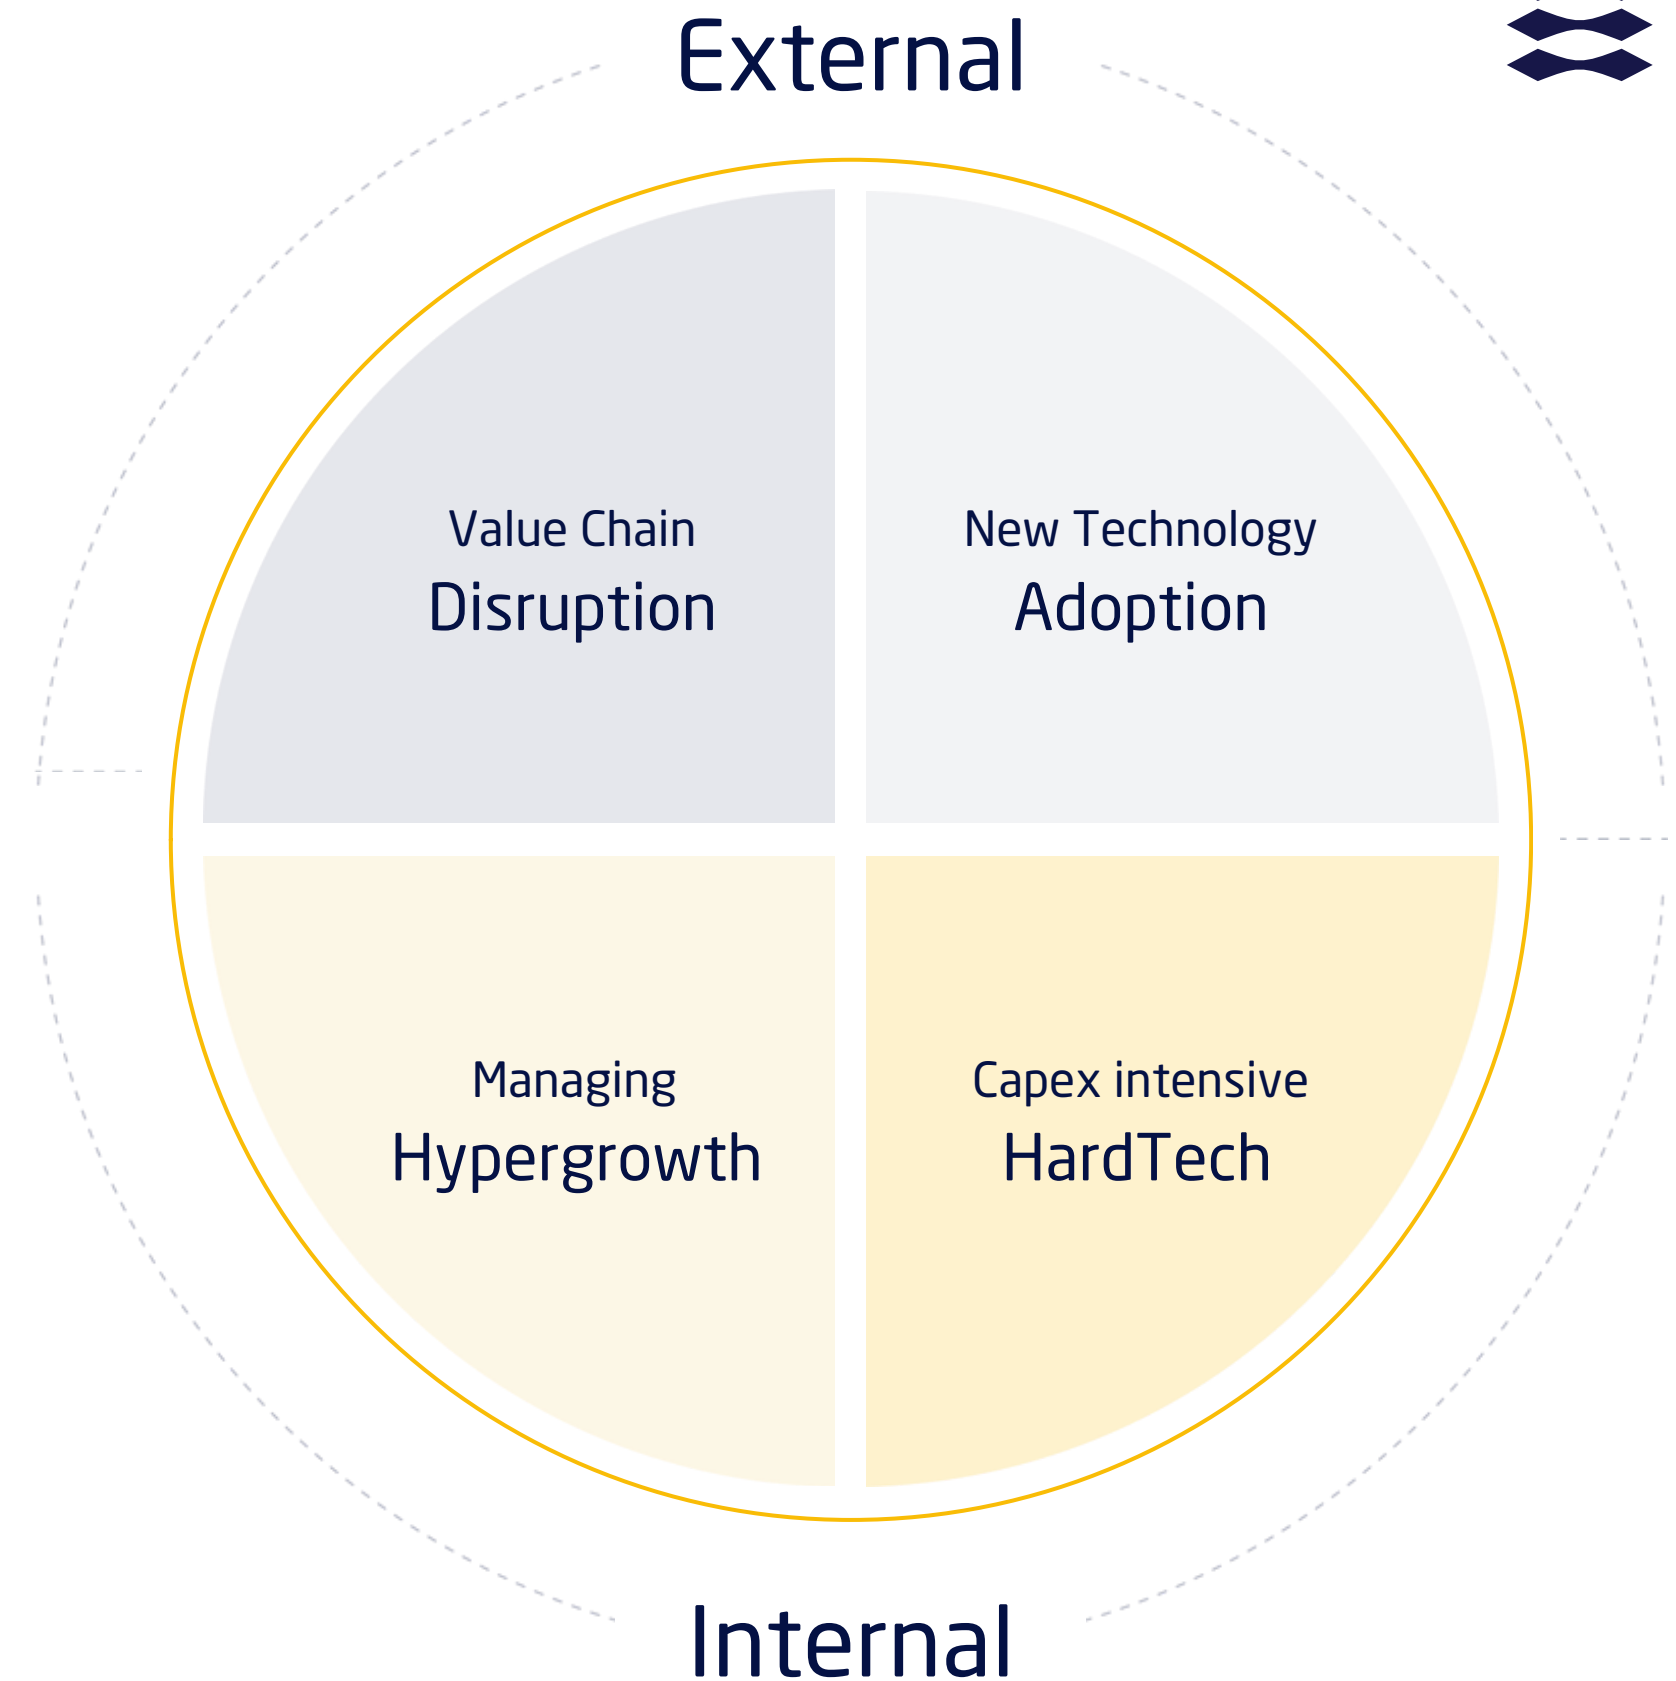 External
Value Chain
Disruption
New Technology
Adoption
Managing
Hypergrowth
Capex intensive
HardTech
Internal